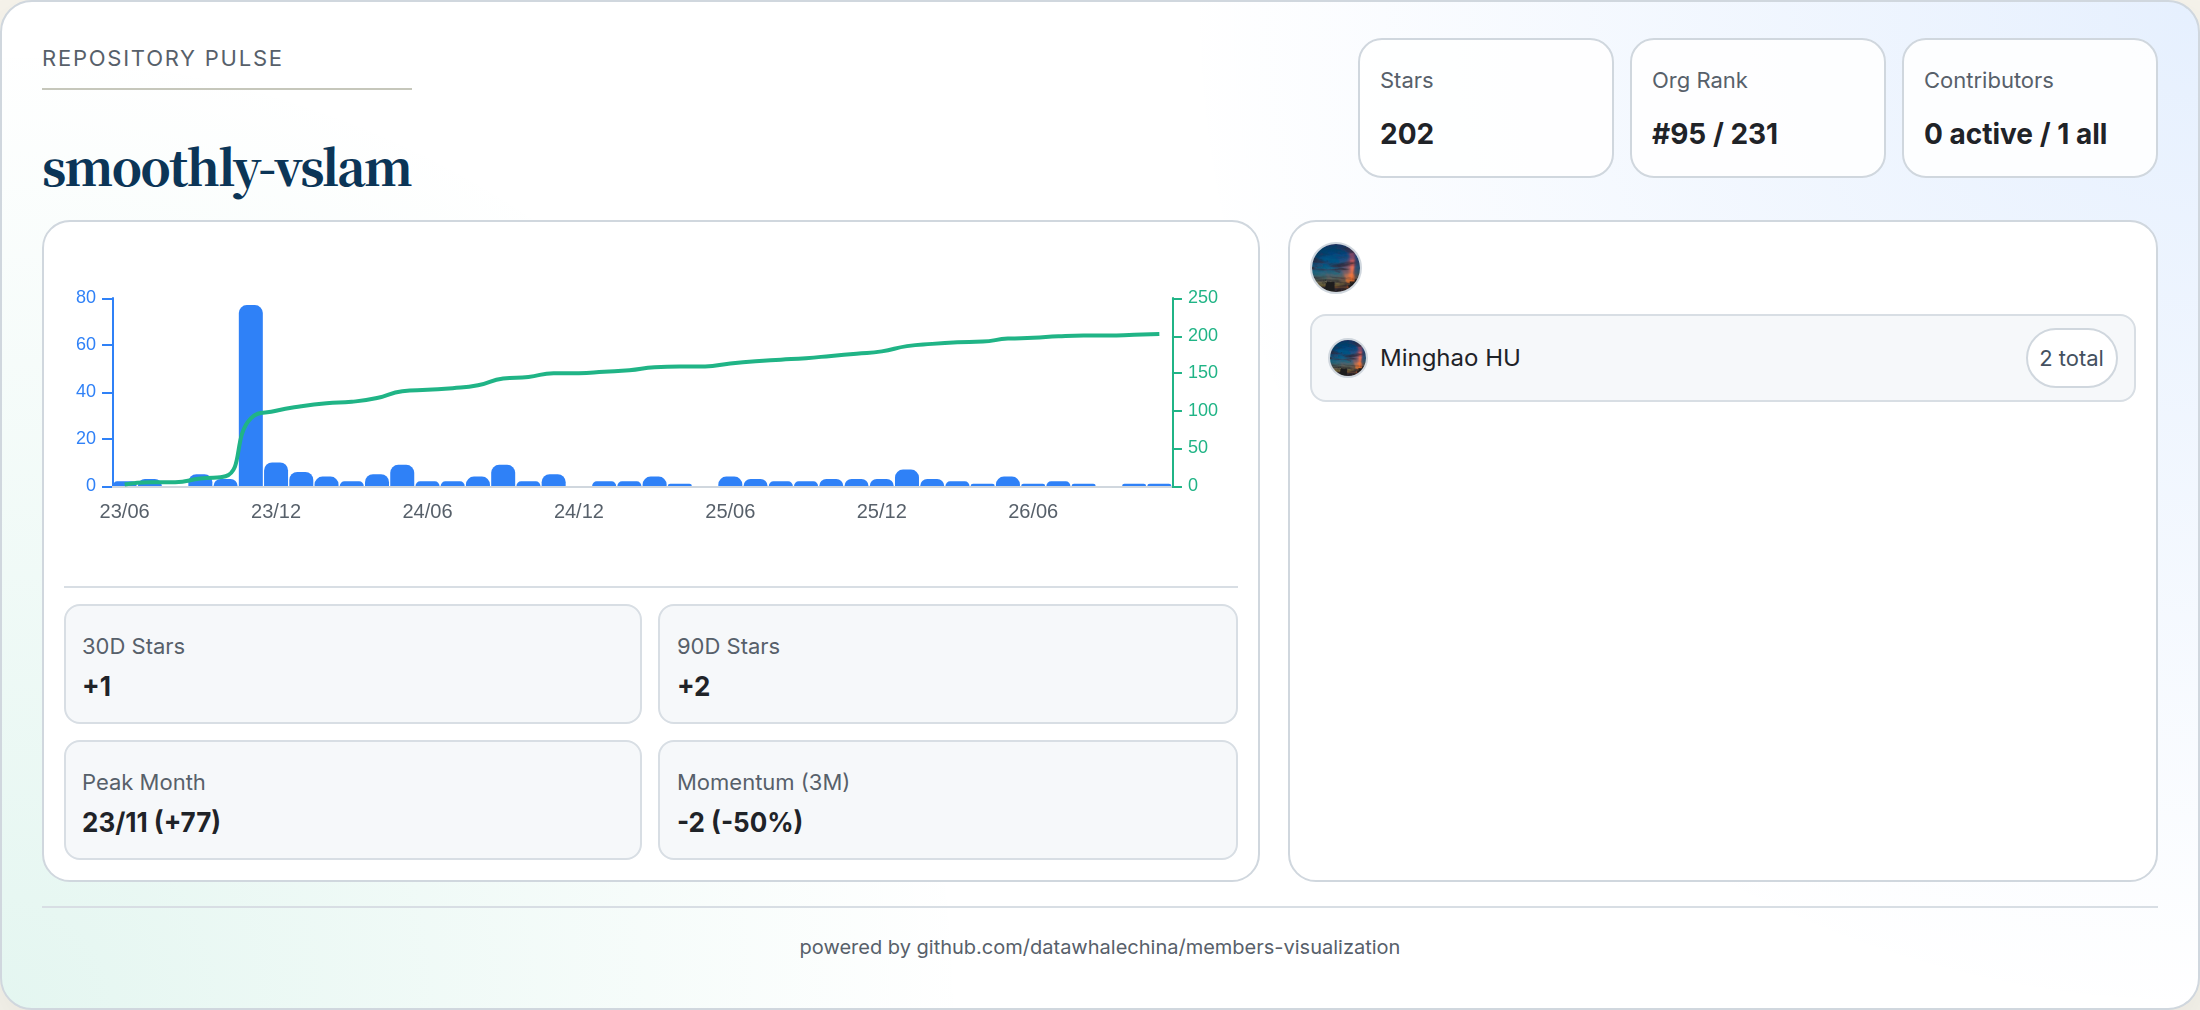 REPOSITORY PULSE
smoothly-vslam
Stars
202
Org Rank
#95 / 231
Contributors
0 active / 1 all
80
60
40
20
0
250
200
150
100
50
0
23/06
23/12
24/06
24/12
25/06
25/12
26/06
30D Stars
+1
90D Stars
+2
Peak Month
23/11 (+77)
Momentum (3M)
-2 (-50%)
Minghao HU
2 total
powered by github.com/datawhalechina/members-visualization